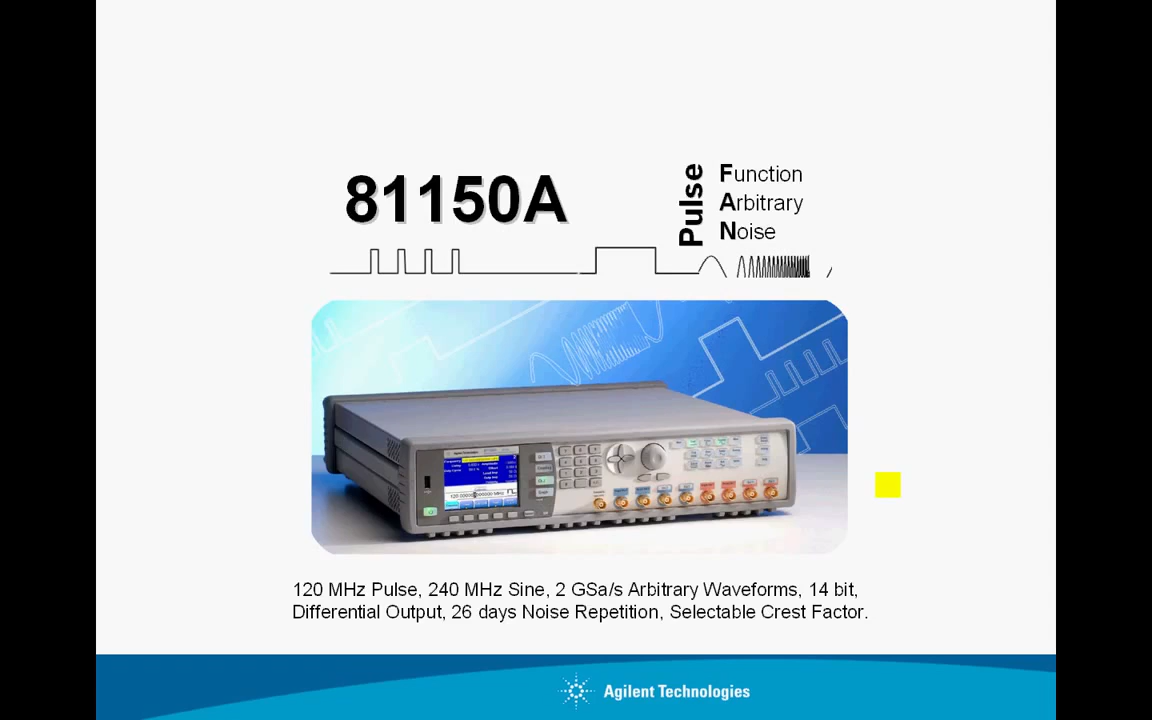 81150A
Pulse
Function
Arbitrary
Noise
120 MHz Pulse, 240 MHz Sine, 2 GSa/s Arbitrary Waveforms, 14 bit,
Differential Output, 26 days Noise Repetition, Selectable Crest Factor.
Agilent Technologies